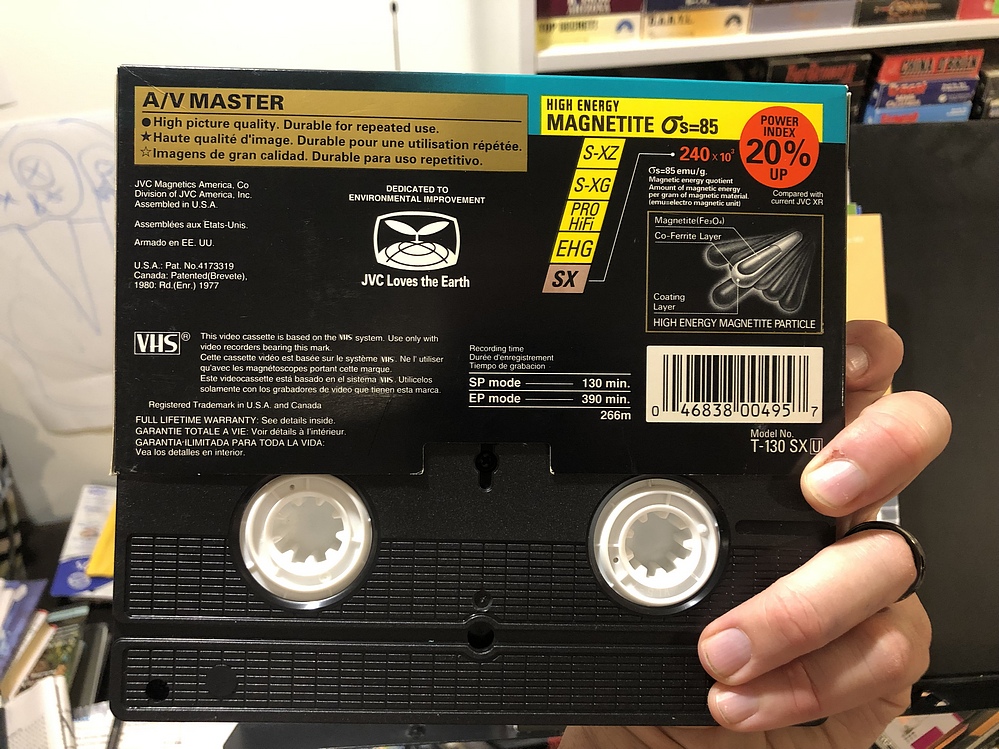 A/V MASTER
●High picture quality. Durable for repeated use.
★Haute qualité d'image. Durable pour une utilisation répétée.
☆Imagens de gran calidad. Durable para uso repetitivo.
HIGH ENERGY
MAGNETITE σs=85
POWER
INDEX
20%
UP
Compared with
current JVC XR
S-XZ
S-XG
PRO
HiFi
EHG
SX
240 x 10³
σs=85 emu/g.
Magnetic energy quotient
Amount of magnetic energy
per gram of magnetic material.
(emu:electro magnetic unit)
JVC Magnetics America, Co
Division of JVC America, Inc.
Assembled in U.S.A.
Assemblées aux Etats-Unis.
Armado en EE. UU.
U.S.A.: Pat. No.4173319
Canada: Patented(Brevete),
1980: Rd.(Enr.) 1977
DEDICATED TO
ENVIRONMENTAL IMPROVEMENT
JVC Loves the Earth
Magnetite(Fe₃O₄)
Co-Ferrite Layer
Coating
Layer
HIGH ENERGY MAGNETITE PARTICLE
VHS®
This video cassette is based on the VHS system. Use only with
video recorders bearing this mark.
Cette cassette vidéo est basée sur le système VHS. Ne l' utiliser
qu'avec les magnétoscopes portant cette marque.
Este videocassette está basado en el sistema VHS. Utilicelos
solamente con los grabadores de video que tienen esta marca.
Registered Trademark in U.S.A. and Canada
FULL LIFETIME WARRANTY: See details inside.
GARANTIE TOTALE A VIE: Voir détails à l'intérieur.
GARANTIA-ILIMITADA PARA TODA LA VIDA:
Vea los detalles en interior.
Recording time
Durée d'enregistrement
Tiempo de grabacion
SP mode 130 min.
EP mode 390 min.
266m
0 46838 00495 7
Model No.
T-130 SX U
CHINA O'BRIEN